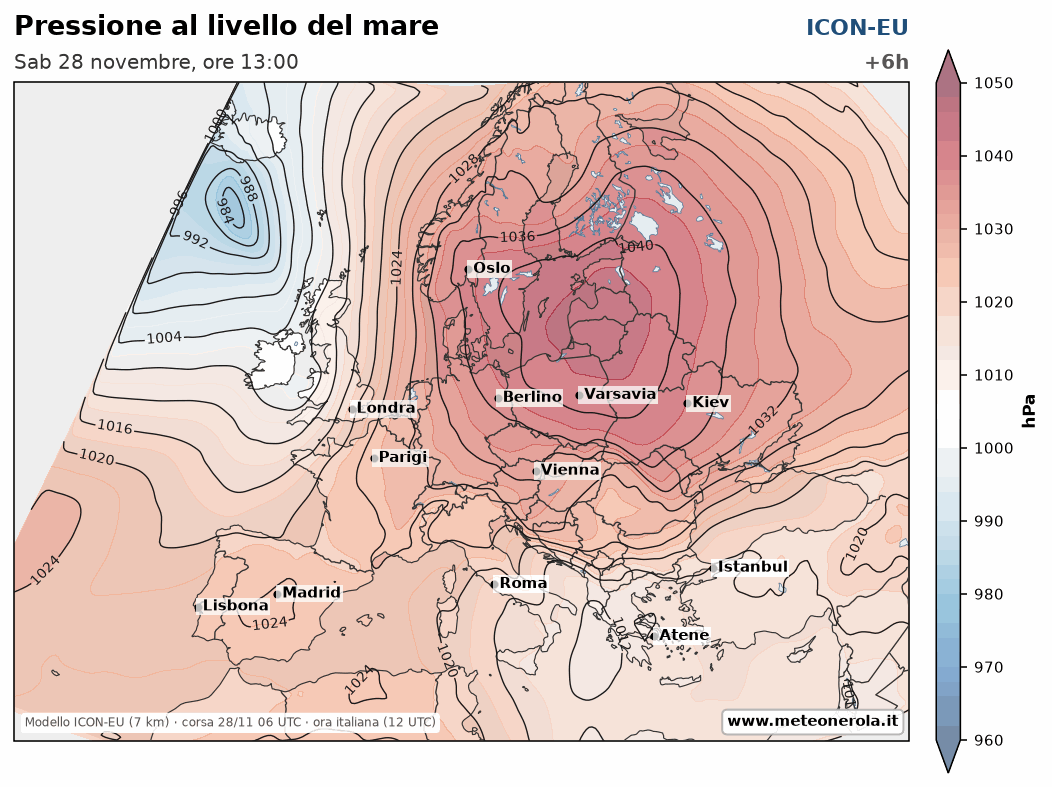 Pressione al livello del mare
ICON-EU
Sab 28 novembre, ore 13:00
+6h
1050
1040
1030
1020
1010
1000
990
980
970
960
hPa
1000
996
988
984
992
1004
1016
1020
1024
1028
1024
1036
1040
1032
1020
1024
1024
1020
Oslo
Londra
Berlino
Varsavia
Kiev
Parigi
Vienna
Istanbul
Madrid
Roma
Lisbona
Atene
Modello ICON-EU (7 km) · corsa 28/11 06 UTC · ora italiana (12 UTC)
www.meteonerola.it